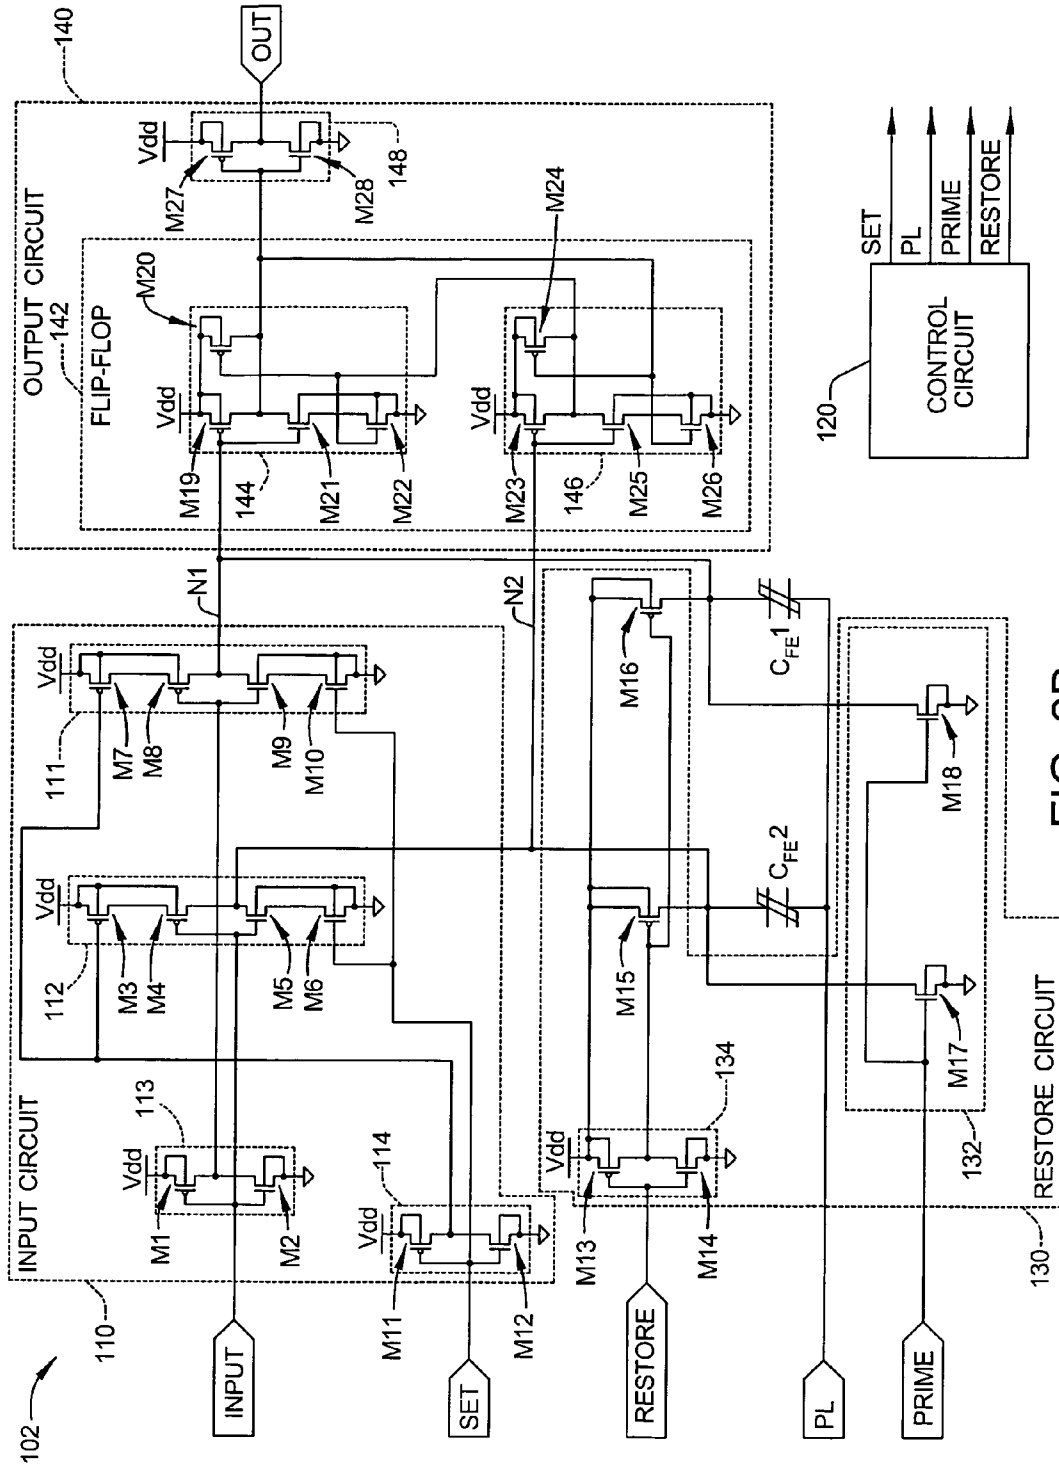 102
110
INPUT CIRCUIT
INPUT
SET
RESTORE
PL
PRIME
113
Vdd
M1
M2
114
Vdd
M11
M12
112
Vdd
M3
M4
M5
M6
111
Vdd
M7
M8
M9
M10
N1
N2
130
RESTORE CIRCUIT
132
134
Vdd
M13
M14
M15
M16
CFE2
CFE1
M17
M18
OUTPUT CIRCUIT
140
142
FLIP-FLOP
144
Vdd
M19
M20
M21
M22
146
Vdd
M23
M24
M25
M26
148
Vdd
M27
M28
OUT
120
CONTROL
CIRCUIT
SET
PL
PRIME
RESTORE